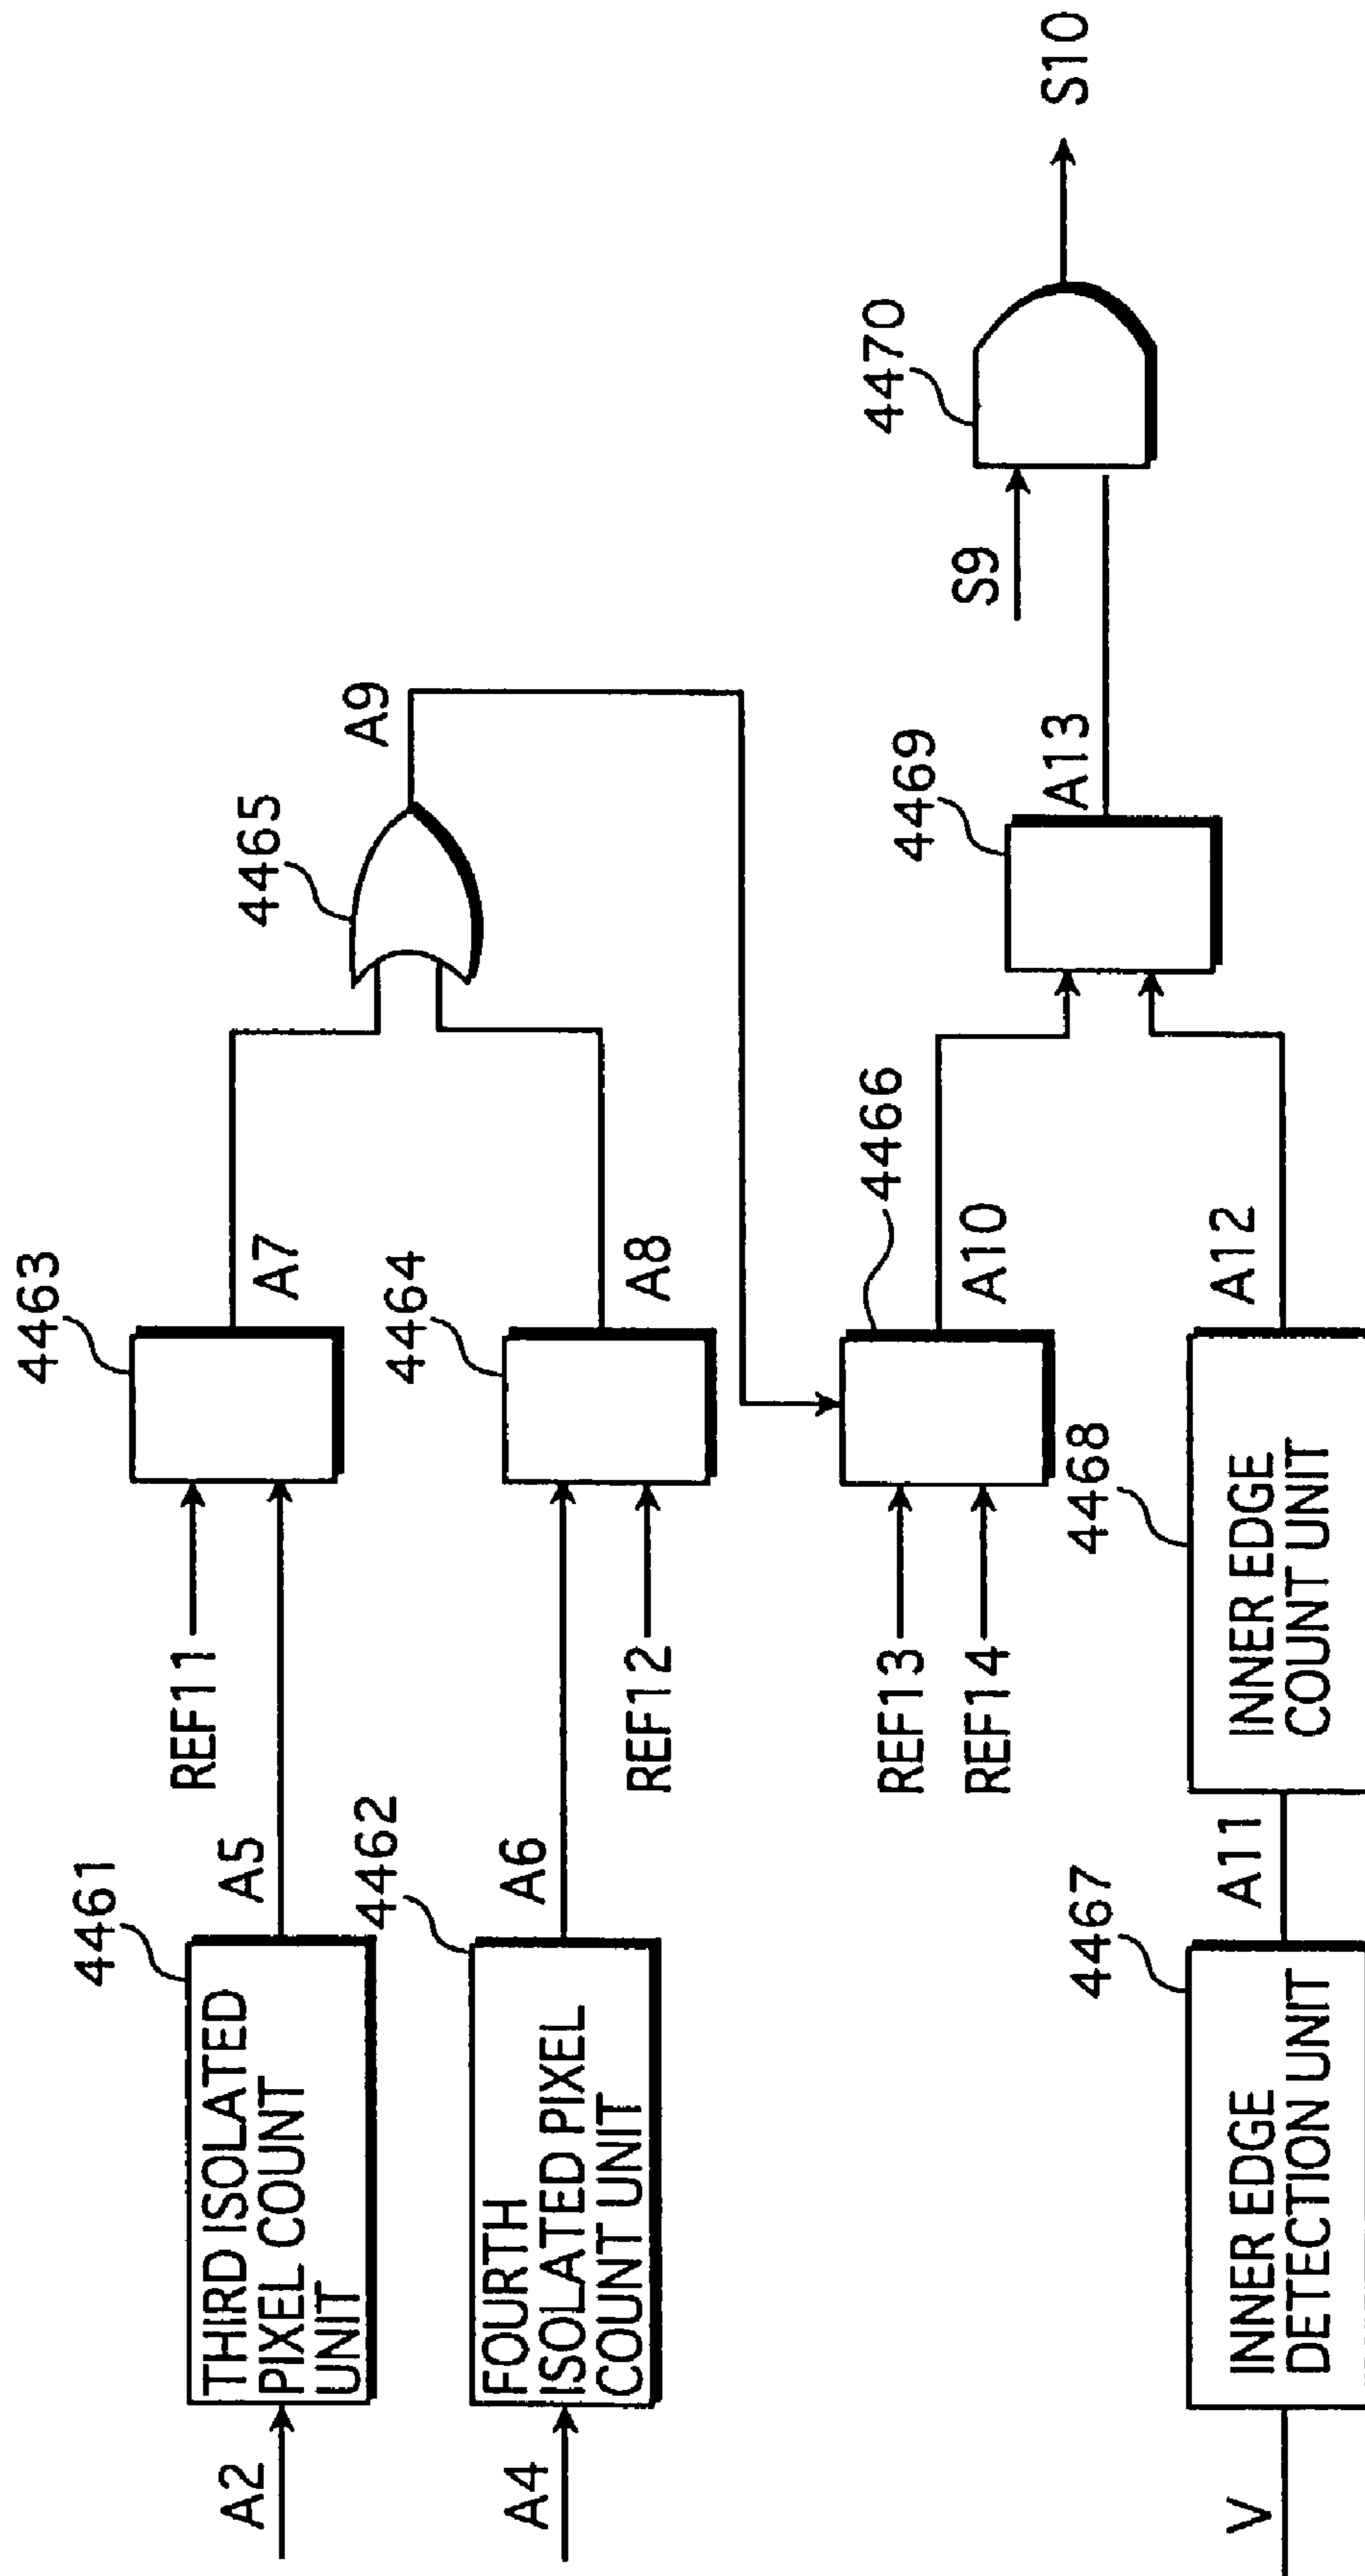 A2
THIRD ISOLATED
PIXEL COUNT
UNIT
4461
A5
REF11
4463
A7
A4
FOURTH
ISOLATED PIXEL
COUNT UNIT
4462
A6
REF12
4464
A8
4465
A9
REF13
REF14
4466
A10
V
INNER EDGE
DETECTION UNIT
4467
A11
INNER EDGE
COUNT UNIT
4468
A12
4469
A13
S9
4470
S10